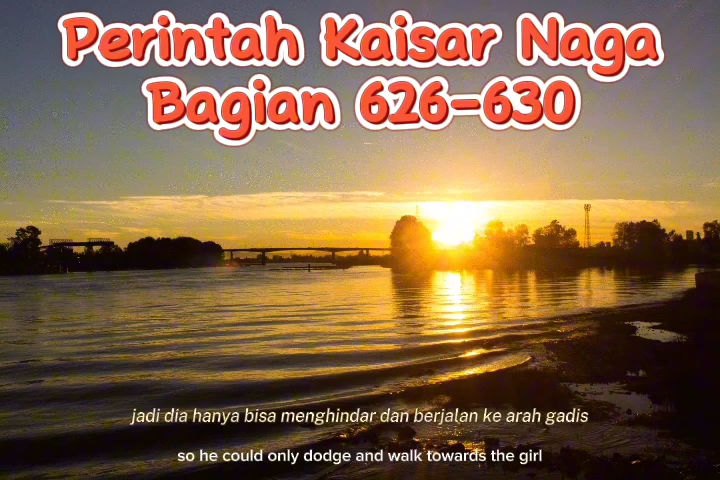 Perintah Kaisar Naga
Bagian 626-630
jadi dia hanya bisa menghindar dan berjalan ke arah gadis
so he could only dodge and walk towards the girl